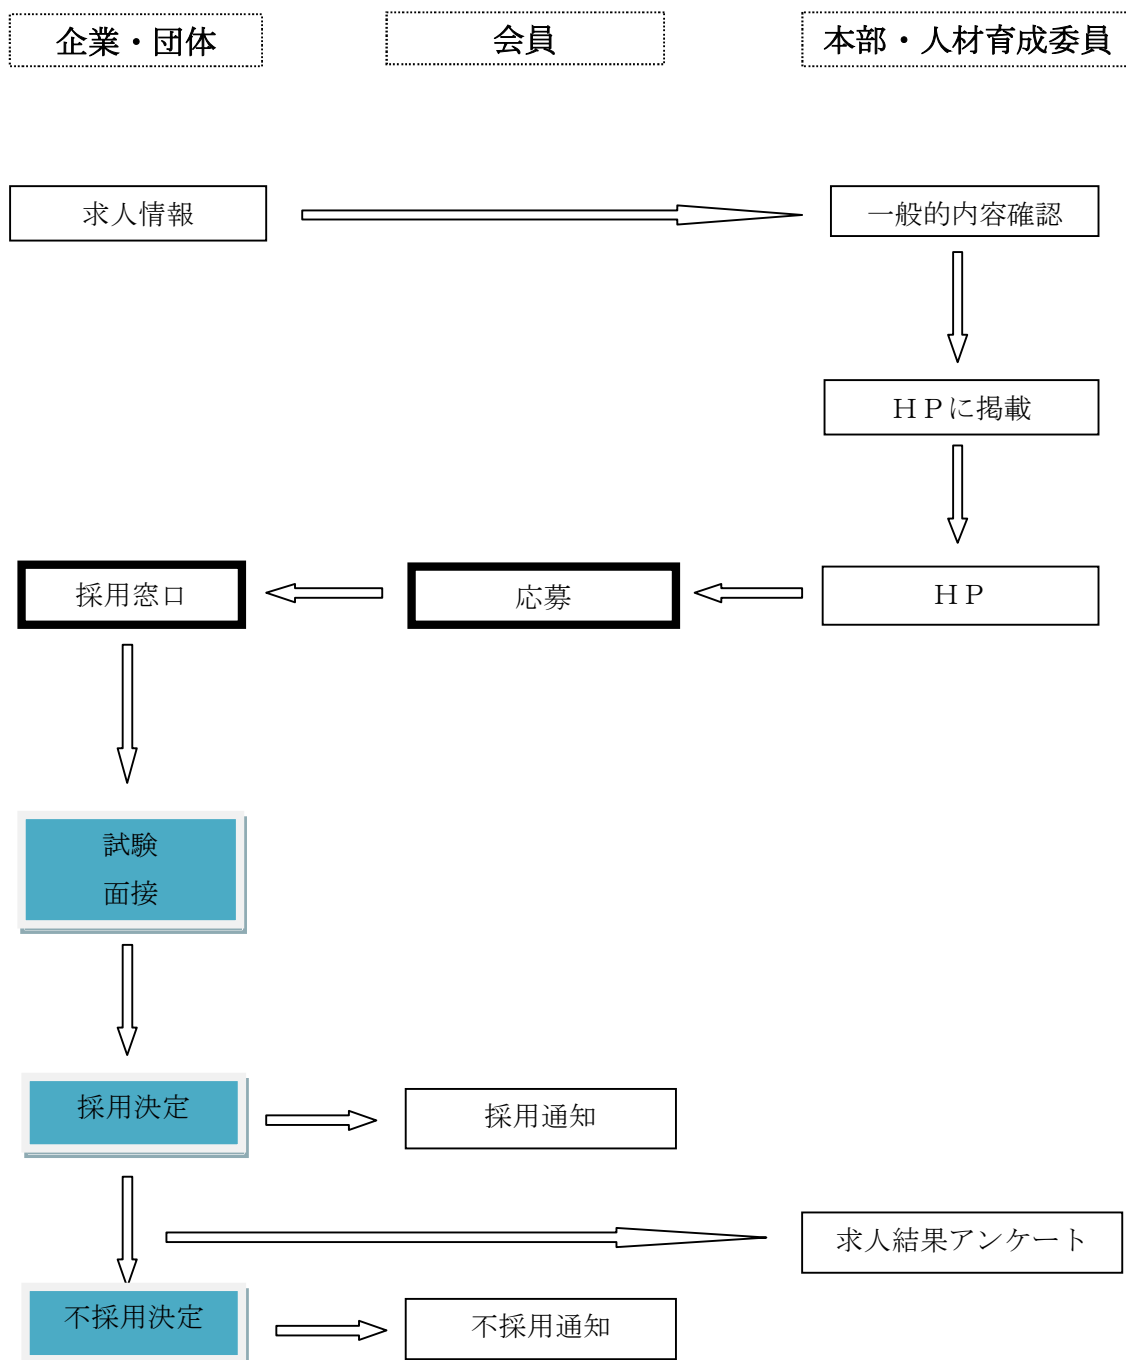 企業・団体
会員
本部・人材育成委員
求人情報
一般的内容確認
ＨＰに掲載
採用窓口
応募
ＨＰ
試験
面接
採用決定
採用通知
求人結果アンケート
不採用決定
不採用通知